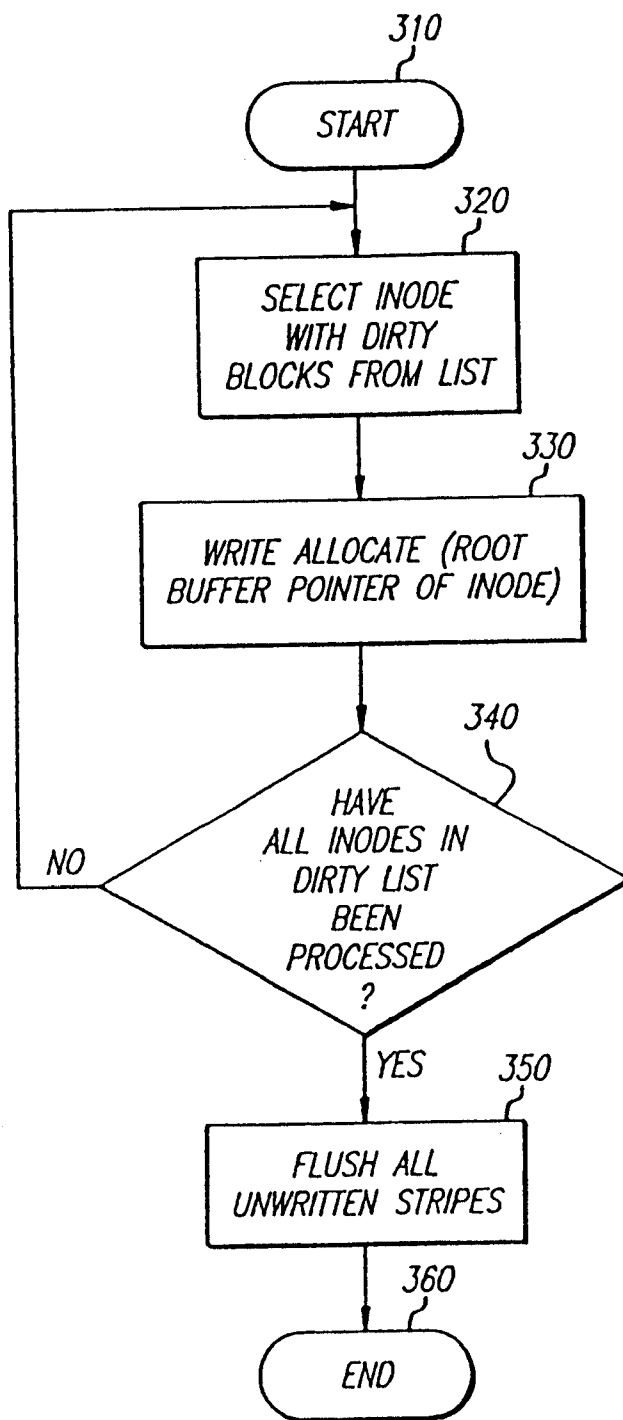 310
START
320
SELECT INODE
WITH DIRTY
BLOCKS FROM LIST
330
WRITE ALLOCATE (ROOT
BUFFER POINTER OF INODE)
340
HAVE
ALL INODES IN
DIRTY LIST
BEEN
PROCESSED
?
NO
YES
350
FLUSH ALL
UNWRITTEN STRIPES
360
END